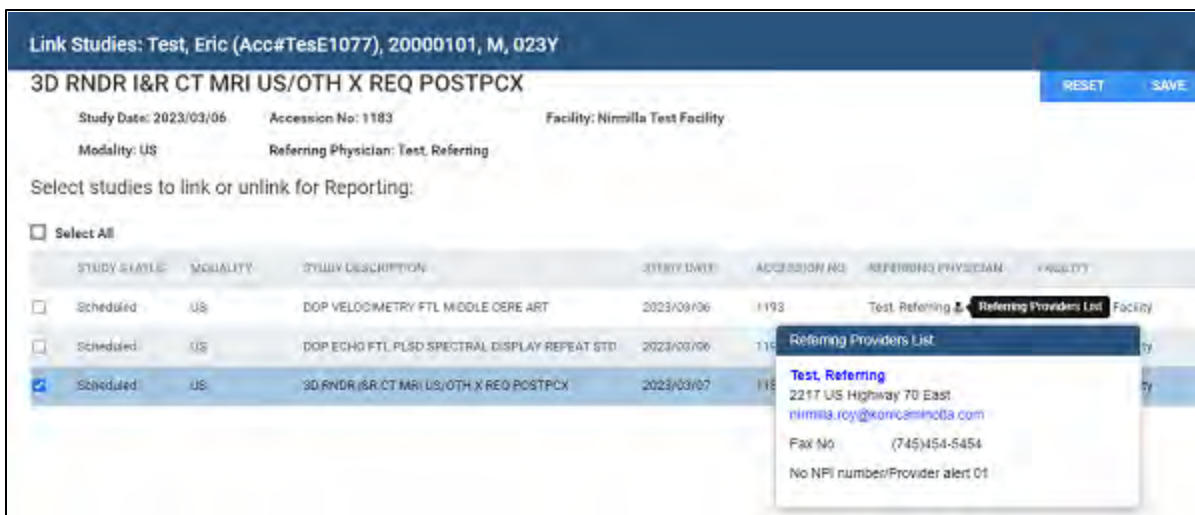 Link Studies: Test, Eric (Acc#TesE1077), 20000101, M, 023Y
3D RNDR I&R CT MRI US/OTH X REQ POSTPCX
RESET SAVE
Study Date: 2023/03/06 Accession No: 1183 Facility: Nirmilla Test Facility
Modality: US Referring Physician: Test, Referring
Select studies to link or unlink for Reporting:
Select All
STUDY STATUS MODALITY STUDY DESCRIPTION STUDY DATE ACCESSION NO. REFERRING PHYSICIAN FACILITY
Scheduled US DOP VELOCIMETRY FTL MIDDLE CERE ART 2023/03/06 1193 Test, Referring Referring Providers List Facility
Scheduled US DOP ECHO FTL PLSD SPECTRAL DISPLAY REPEAT STD 2023/03/06
Scheduled US 3D RNDR I&R CT MRI US/OTH X REQ POSTPCX 2023/03/07
Referring Providers List
Test, Referring
2217 US Highway 70 East
nirmilla.roy@konicaminolta.com
Fax No (745)454-5454
No NPI number/Provider alert 01